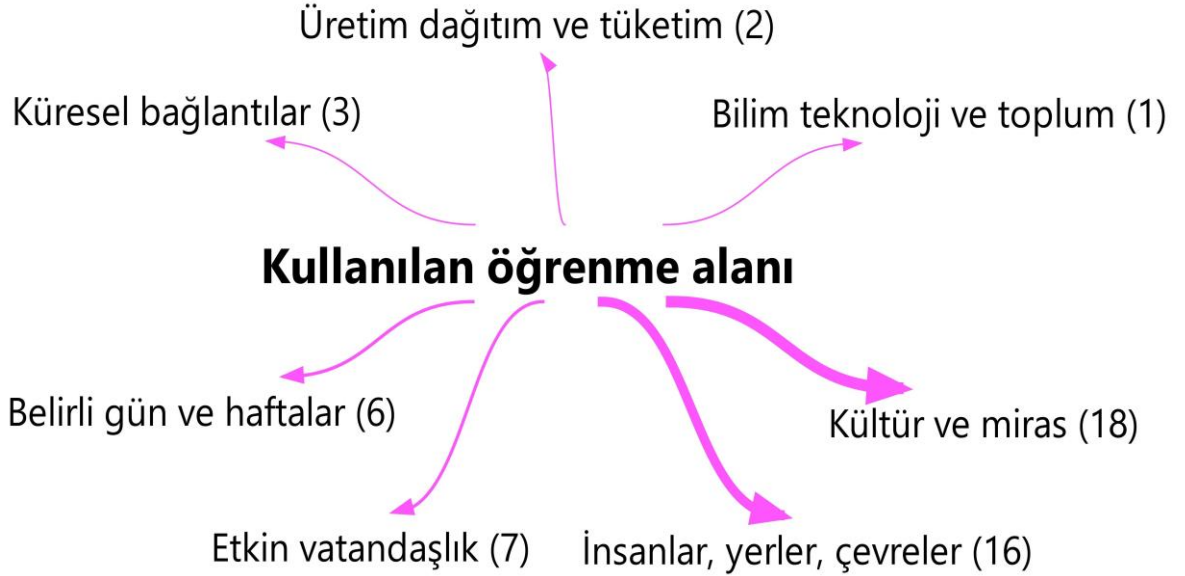 Üretim dağıtım ve tüketim (2)
Küresel bağlantılar (3)
Bilim teknoloji ve toplum (1)
Kullanılan öğrenme alanı
Belirli gün ve haftalar (6)
Kültür ve miras (18)
Etkin vatandaşlık (7)
İnsanlar, yerler, çevreler (16)